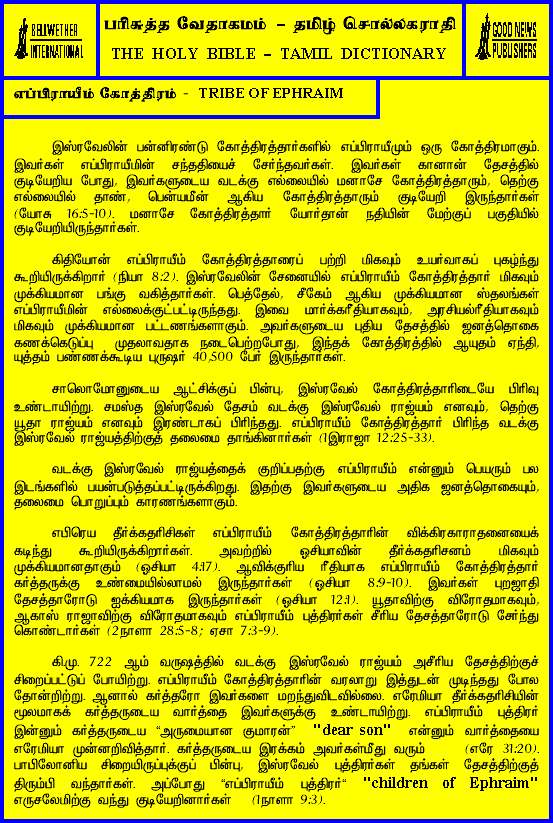 BELLWETHER
INTERNATIONAL
பரிசுத்த வேதாகமம் – தமிழ் சொல்லகராதி
THE HOLY BIBLE – TAMIL DICTIONARY
GOOD NEWS
PUBLISHERS
எப்பிராயீம் கோத்திரம் - TRIBE OF EPHRAIM
இஸ்ரவேலின் பன்னிரண்டு கோத்திரத்தார்களில் எப்பிராயீமும் ஒரு கோத்திரமாகும்.
இவர்கள் எப்பிராயீமின் சந்ததியைச் சேர்ந்தவர்கள். இவர்கள் கானான் தேசத்தில்
குடியேறிய போது, இவர்களுடைய வடக்கு எல்லையில் மனாசே கோத்திரத்தாரும், தெற்கு
எல்லையில் தாண், பென்யமீன் ஆகிய கோத்திரத்தாரும் குடியேறி இருந்தார்கள்
(யோசு 16:5-10). மனாசே கோத்திரத்தார் யோர்தான் நதியின் மேற்குப் பகுதியில்
குடியேறியிருந்தார்கள்.
கிதியோன் எப்பிராயீம் கோத்திரத்தாரைப் பற்றி மிகவும் உயர்வாகப் புகழ்ந்து
கூறியிருக்கிறார் (நியா 8:2). இஸ்ரவேலின் சேனையில் எப்பிராயீம் கோத்திரத்தார் மிகவும்
முக்கியமான பங்கு வகித்தார்கள். பெத்தேல், சீகேம் ஆகிய முக்கியமான ஸ்தலங்கள்
எப்பிராயீமின் எல்லைக்குட்பட்டிருந்தது. இவை மார்க்கரீதியாகவும், அரசியல்ரீதியாகவும்
மிகவும் முக்கியமான பட்டணங்களாகும். அவர்களுடைய புதிய தேசத்தில் ஜனத்தொகை
கணக்கெடுப்பு முதலாவதாக நடைபெற்றபோது, இந்தக் கோத்திரத்தில் ஆயுதம் ஏந்தி,
யுத்தம் பண்ணக்கூடிய புருஷர் 40,500 பேர் இருந்தார்கள்.
சாலொமோனுடைய ஆட்சிக்குப் பின்பு, இஸ்ரவேல் கோத்திரத்தாரிடையே பிரிவு
உண்டாயிற்று. சமஸ்த இஸ்ரவேல் தேசம் வடக்கு இஸ்ரவேல் ராஜ்யம் எனவும், தெற்கு
யூதா ராஜ்யம் எனவும் இரண்டாகப் பிரிந்தது. எப்பிராயீம் கோத்திரத்தார் பிரிந்த வடக்கு
இஸ்ரவேல் ராஜ்யத்திற்குத் தலைமை தாங்கினார்கள் (1இராஜா 12:25-33).
வடக்கு இஸ்ரவேல் ராஜ்யத்தைக் குறிப்பதற்கு எப்பிராயீம் என்னும் பெயரும் பல
இடங்களில் பயன்படுத்தப்பட்டிருக்கிறது. இதற்கு இவர்களுடைய அதிக ஜனத்தொகையும்,
தலைமை பொறுப்பும் காரணங்களாகும்.
எபிரெய தீர்க்கதரிசிகள் எப்பிராயீம் கோத்திரத்தாரின் விக்கிரகாராதனையைக்
கடிந்து கூறியிருக்கிறார்கள். அவற்றில் ஓசியாவின் தீர்க்கதரிசனம் மிகவும்
முக்கியமானதாகும் (ஓசியா 4:17). ஆவிக்குரிய ரீதியாக எப்பிராயீம் கோத்திரத்தார்
கர்த்தருக்கு உண்மையில்லாமல் இருந்தார்கள் (ஓசியா 8:9-10). இவர்கள் புறஜாதி
தேசத்தாரோடு ஐக்கியமாக இருந்தார்கள் (ஓசியா 12:1). யூதாவிற்கு விரோதமாகவும்,
ஆகாஸ் ராஜாவிற்கு விரோதமாகவும் எப்பிராயீம் புத்திரர்கள் சீரிய தேசத்தாரோடு சேர்ந்து
கொண்டார்கள் (2நாளா 28:5-8; ஏசா 7:3-9).
கி.மு. 722 ஆம் வருஷத்தில் வடக்கு இஸ்ரவேல் ராஜ்யம் அசீரிய தேசத்திற்குச்
சிறைப்பட்டுப் போயிற்று. எப்பிராயீம் கோத்திரத்தாரின் வரலாறு இத்துடன் முடிந்தது போல
தோன்றிற்று. ஆனால் கர்த்தரோ இவர்களை மறந்துவிடவில்லை. எரேமியா தீர்க்கதரிசியின்
மூலமாகக் கர்த்தருடைய வார்த்தை இவர்களுக்கு உண்டாயிற்று. எப்பிராயீம் புத்திரர்
இன்னும் கர்த்தருடைய “அருமையான குமாரன்” "dear son" என்னும் வார்த்தையை
எரேமியா முன்னறிவித்தார். கர்த்தருடைய இரக்கம் அவர்கள்மீது வரும் (எரே 31:20).
பாபிலோனிய சிறையிருப்புக்குப் பின்பு, இஸ்ரவேல் புத்திரர்கள் தங்கள் தேசத்திற்குத்
திரும்பி வந்தார்கள். அப்போது “எப்பிராயீம் புத்திரர்“ "children of Ephraim"
எருசலேமிற்கு வந்து குடியேறினார்கள் (1நாளா 9:3).